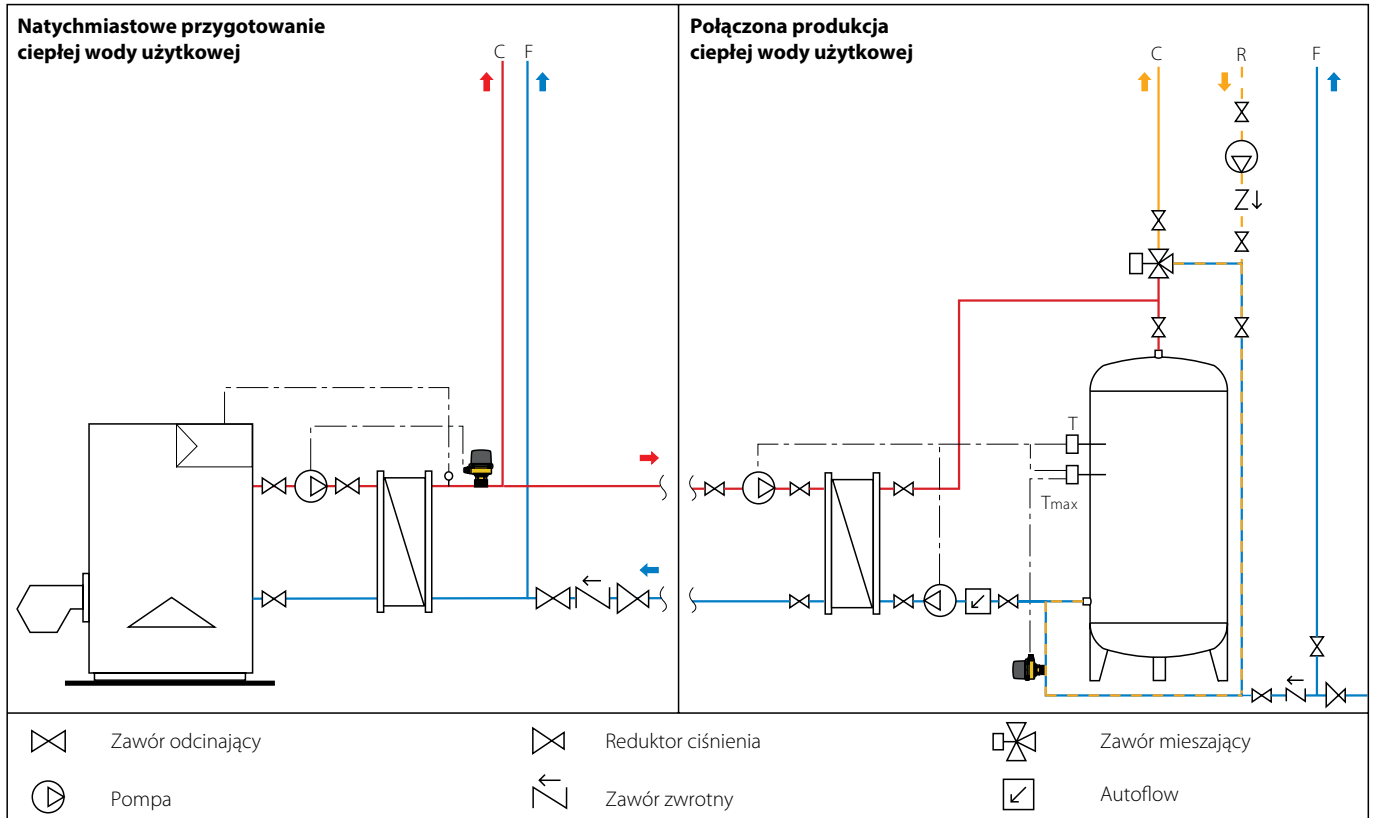 Natychmiastowe przygotowanie
ciepłej wody użytkowej
C F
Połączona produkcja
ciepłej wody użytkowej
C R F
T
Tmax
Zawór odcinający
Reduktor ciśnienia
Zawór mieszający
Pompa
Zawór zwrotny
Autoflow